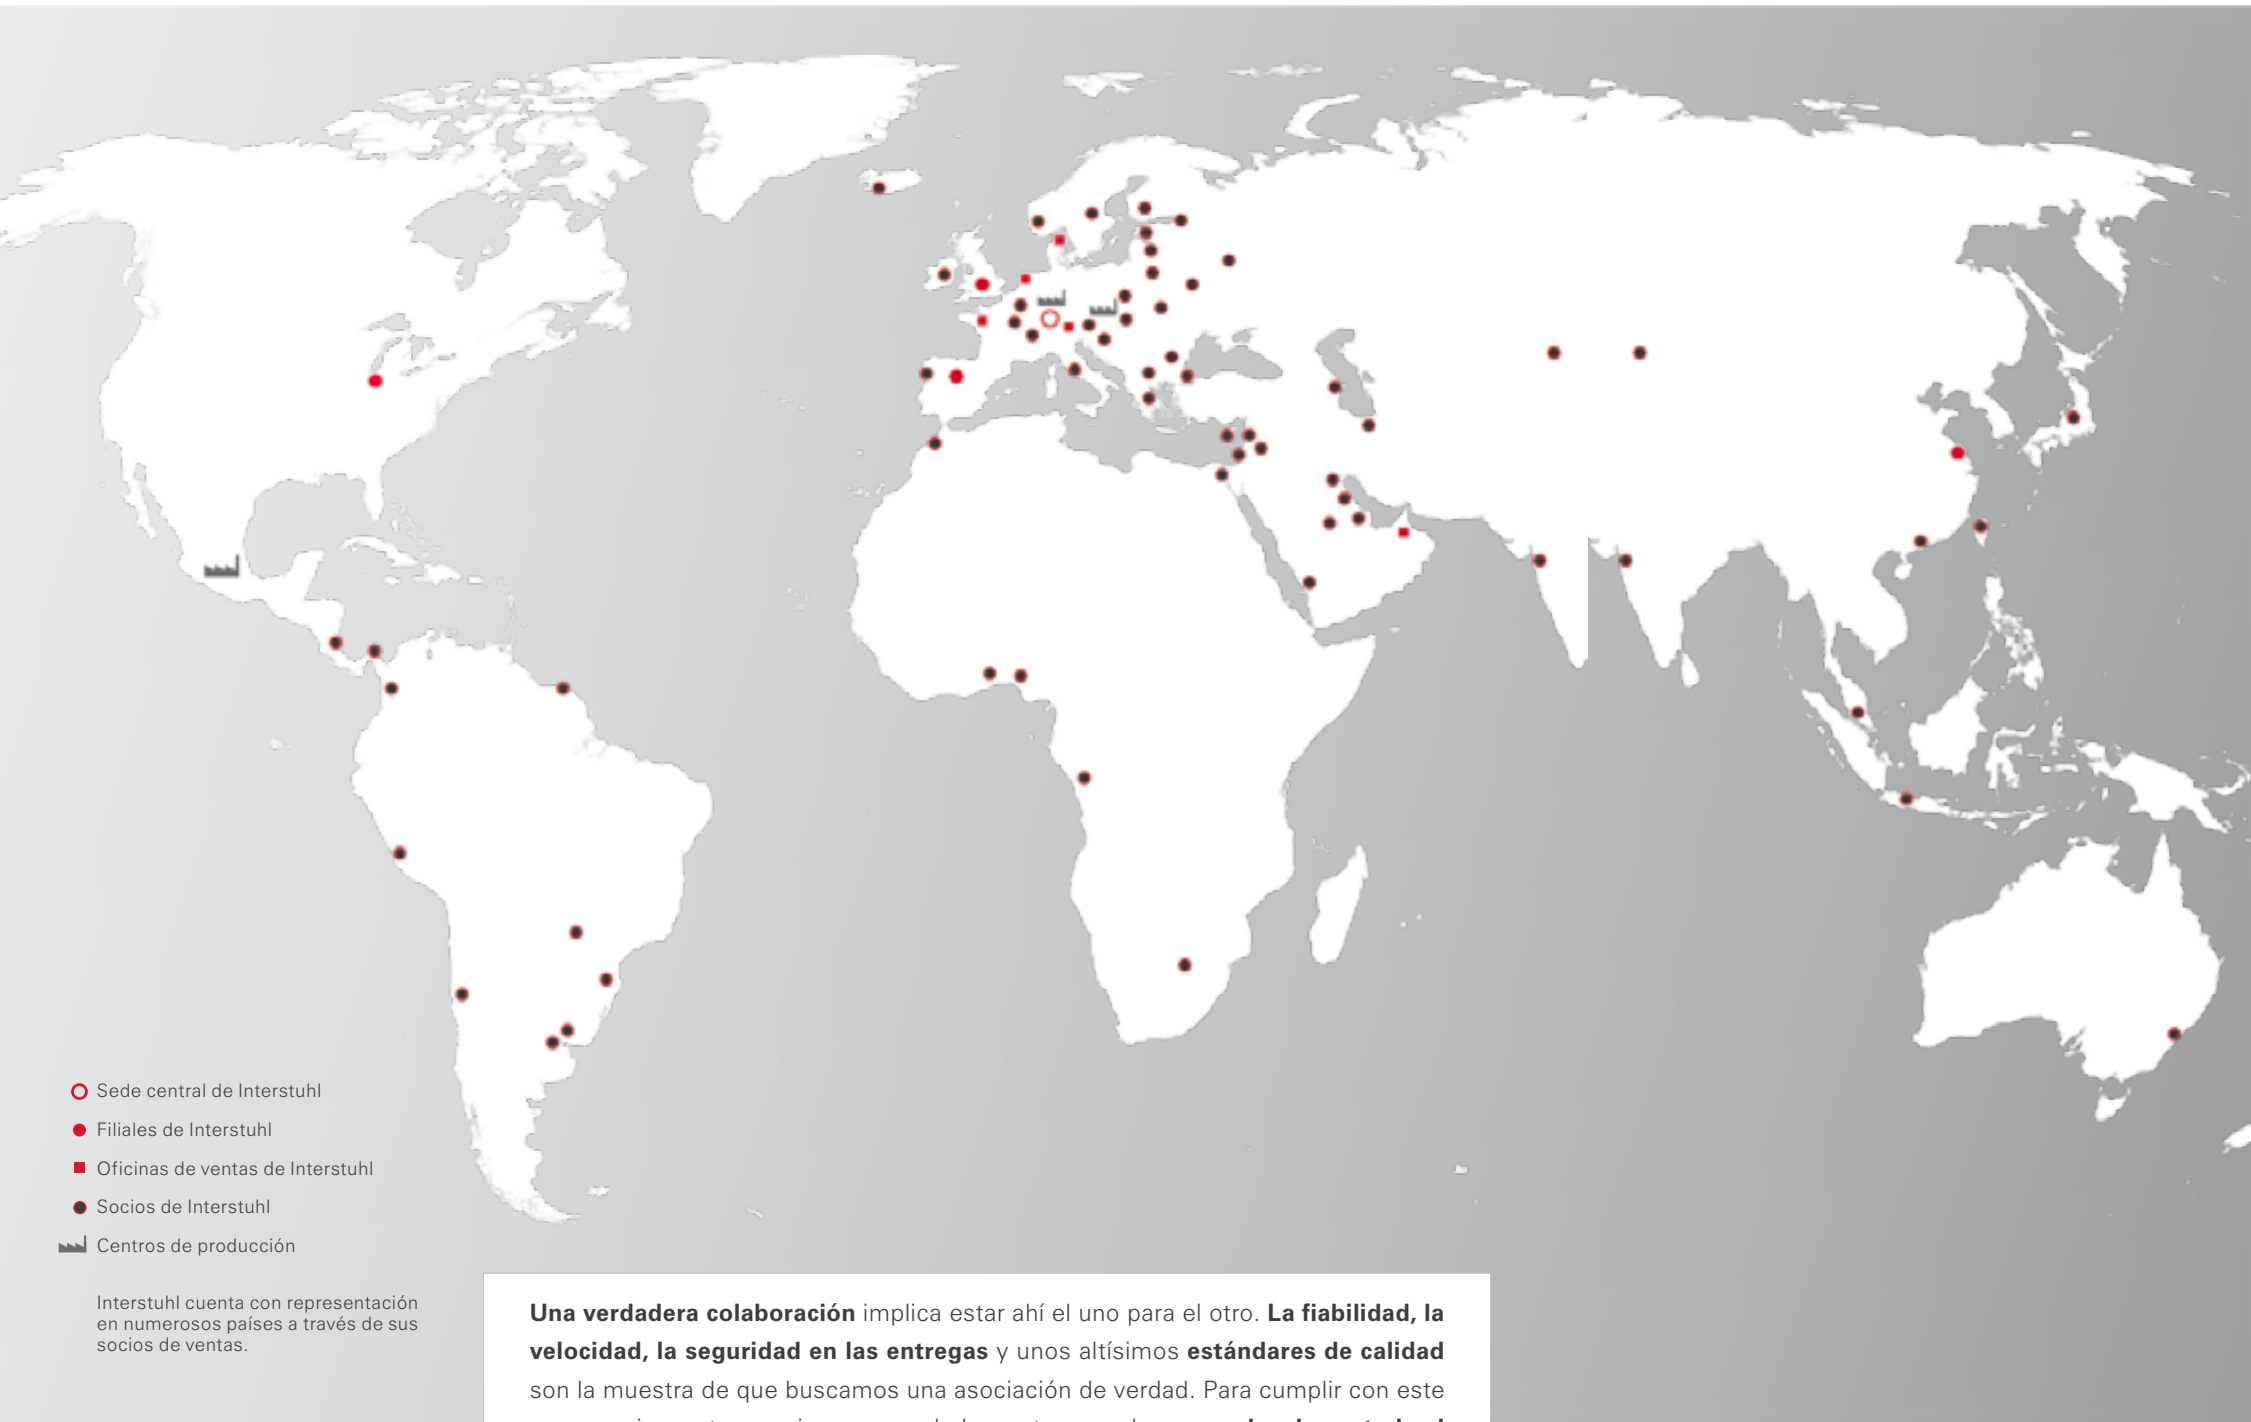 Sede central de Interstuhl
Filiales de Interstuhl
Oficinas de ventas de Interstuhl
Socios de Interstuhl
Centros de producción
Interstuhl cuenta con representación
en numerosos países a través de sus
socios de ventas.
Una verdadera colaboración implica estar ahí el uno para el otro. La fiabilidad, la
velocidad, la seguridad en las entregas y unos altísimos estándares de calidad
son la muestra de que buscamos una asociación de verdad. Para cumplir con este